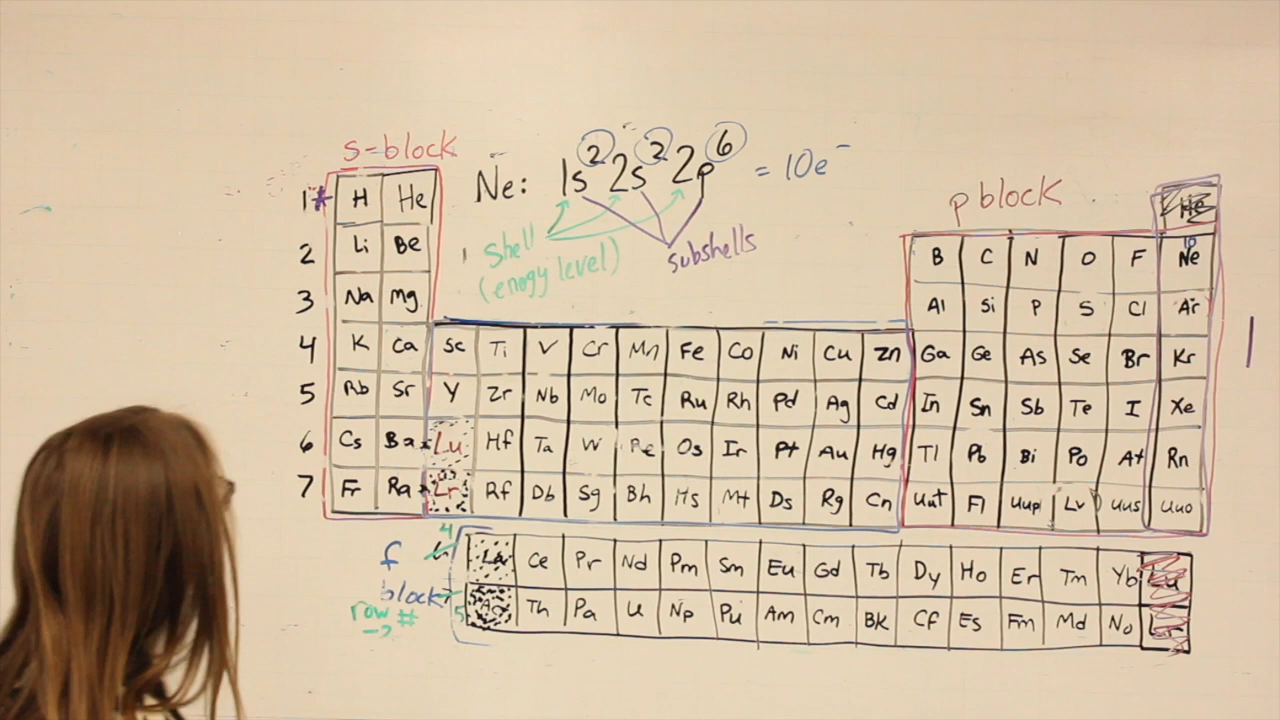 s-block
Ne: 1s² 2s² 2p⁶ = 10e⁻
p block
shell
(energy level)
subshells
1* H He He
2 Li Be B C N O F 10 Ne
3 Na Mg Al Si P S Cl Ar
4 K Ca Sc Ti V Cr Mn Fe Co Ni Cu Zn Ga Ge As Se Br Kr
5 Rb Sr Y Zr Nb Mo Tc Ru Rh Pd Ag Cd In Sn Sb Te I Xe
6 Cs Ba* Lu Hf Ta W Re Os Ir Pt Au Hg Tl Pb Bi Po At Rn
7 Fr Ra* Lr Rf Db Sg Bh Hs Mt Ds Rg Cn Uut Fl Uup Lv Uus Uuo
f
block
row #
-2
4 La Ce Pr Nd Pm Sm Eu Gd Tb Dy Ho Er Tm Yb Lu
5 Ac Th Pa U Np Pu Am Cm BK Cf Es Fm Md No